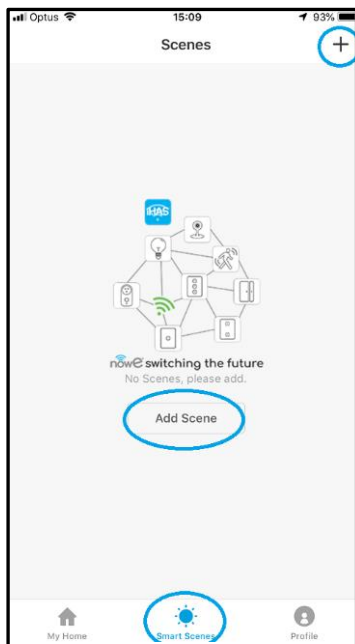 Optus 15:09 93%
Scenes +
iHAS
nowe switching the future
No Scenes, please add.
Add Scene
My Home Smart Scenes Profile